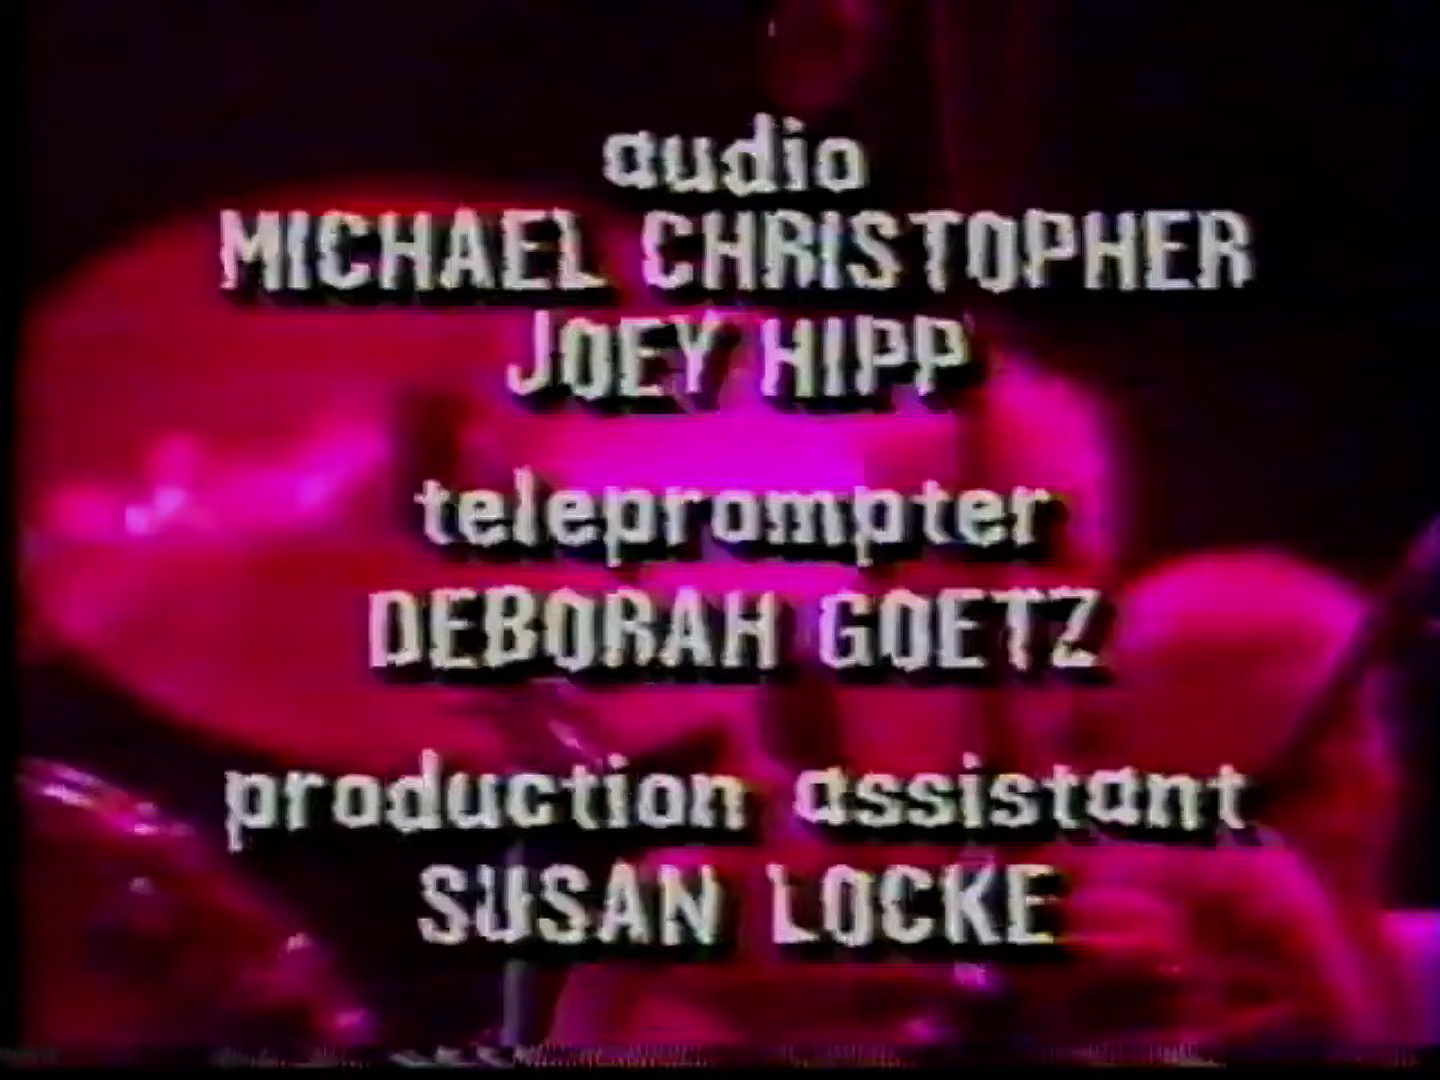 audio
MICHAEL CHRISTOPHER
JOEY HIPP
teleprompter
DEBORAH GOETZ
production assistant
SUSAN LOCKE